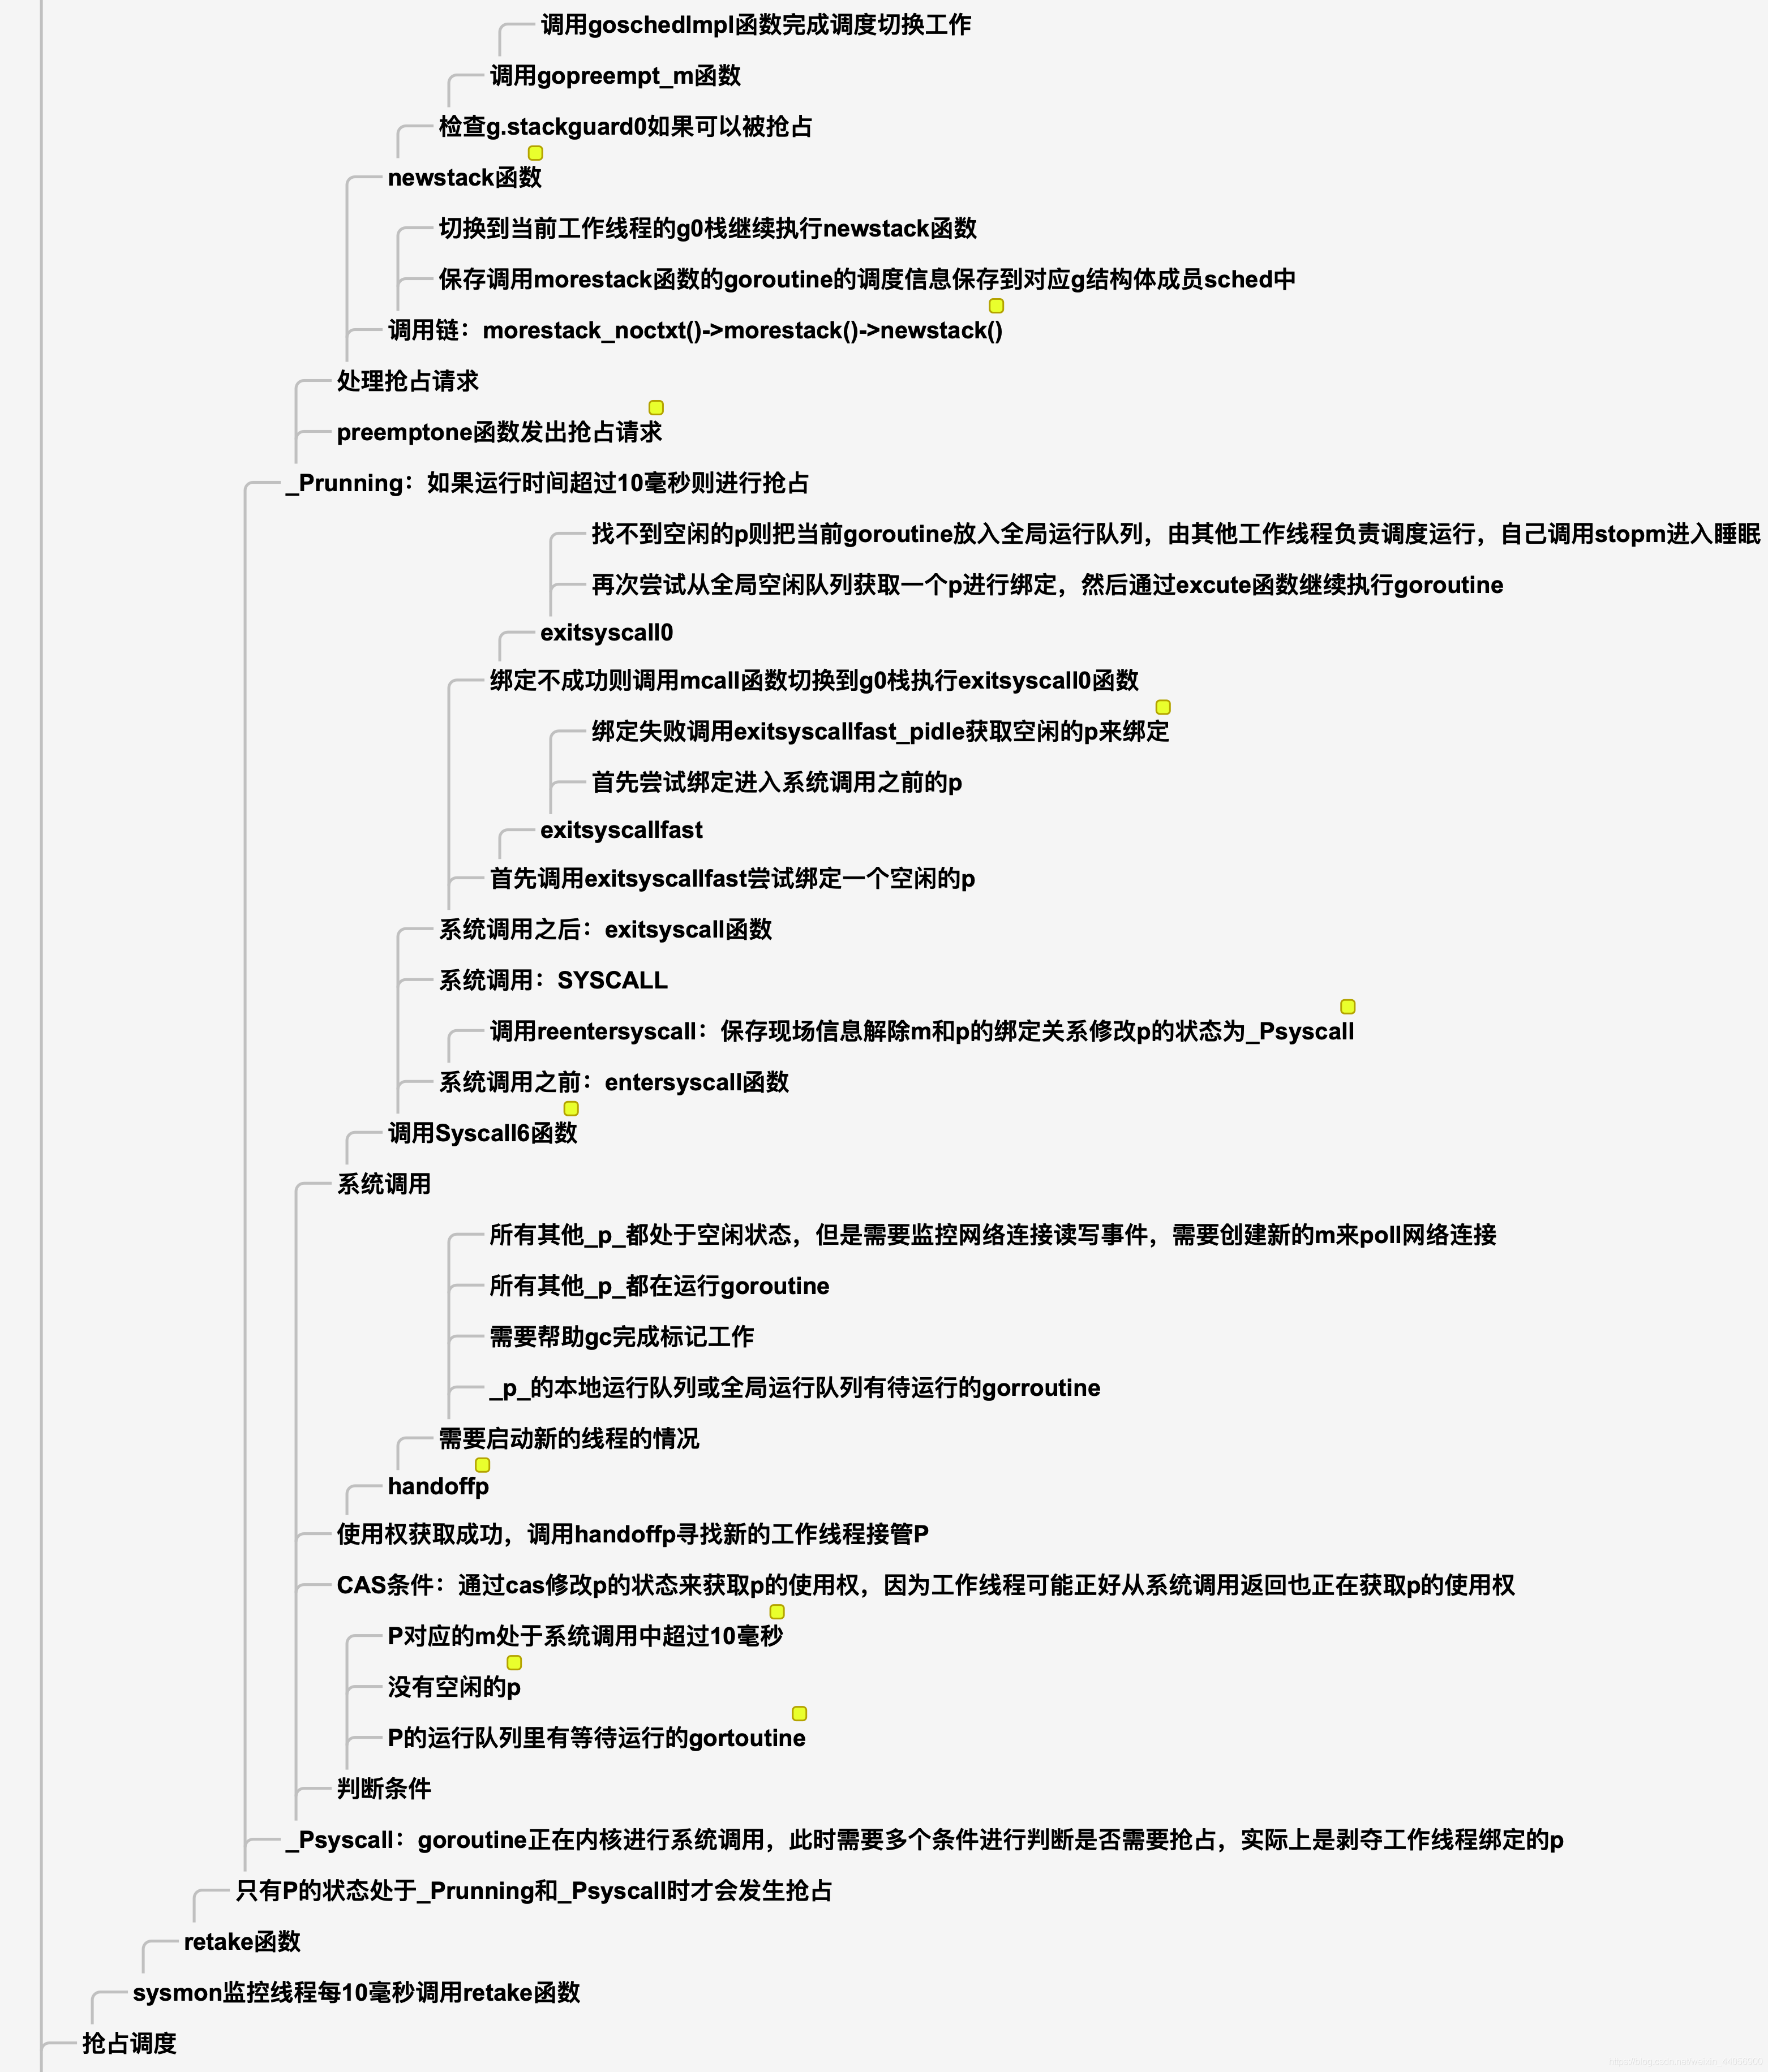 调用goschedImpl函数完成调度切换工作
调用gopreempt_m函数
检查g.stackguard0如果可以被抢占
newstack函数
切换到当前工作线程的g0栈继续执行newstack函数
保存调用morestack函数的goroutine的调度信息保存到对应g结构体成员sched中
调用链：morestack_noctxt()->morestack()->newstack()
处理抢占请求
preemptone函数发出抢占请求
_Prunning：如果运行时间超过10毫秒则进行抢占
找不到空闲的p则把当前goroutine放入全局运行队列，由其他工作线程负责调度运行，自己调用stopm进入睡眠
再次尝试从全局空闲队列获取一个p进行绑定，然后通过excute函数继续执行goroutine
exitsyscall0
绑定不成功则调用mcall函数切换到g0栈执行exitsyscall0函数
绑定失败调用exitsyscallfast_pidle获取空闲的p来绑定
首先尝试绑定进入系统调用之前的p
exitsyscallfast
首先调用exitsyscallfast尝试绑定一个空闲的p
系统调用之后：exitsyscall函数
系统调用：SYSCALL
调用reentersyscall：保存现场信息解除m和p的绑定关系修改p的状态为_Psyscall
系统调用之前：entersyscall函数
调用Syscall6函数
系统调用
所有其他_p_都处于空闲状态，但是需要监控网络连接读写事件，需要创建新的m来poll网络连接
所有其他_p_都在运行goroutine
需要帮助gc完成标记工作
_p_的本地运行队列或全局运行队列有待运行的gorroutine
需要启动新的线程的情况
handoffp
使用权获取成功，调用handoffp寻找新的工作线程接管P
CAS条件：通过cas修改p的状态来获取p的使用权，因为工作线程可能正好从系统调用返回也正在获取p的使用权
P对应的m处于系统调用中超过10毫秒
没有空闲的p
P的运行队列里有等待运行的gortoutine
判断条件
_Psyscall：goroutine正在内核进行系统调用，此时需要多个条件进行判断是否需要抢占，实际上是剥夺工作线程绑定的p
只有P的状态处于_Prunning和_Psyscall时才会发生抢占
retake函数
sysmon监控线程每10毫秒调用retake函数
抢占调度